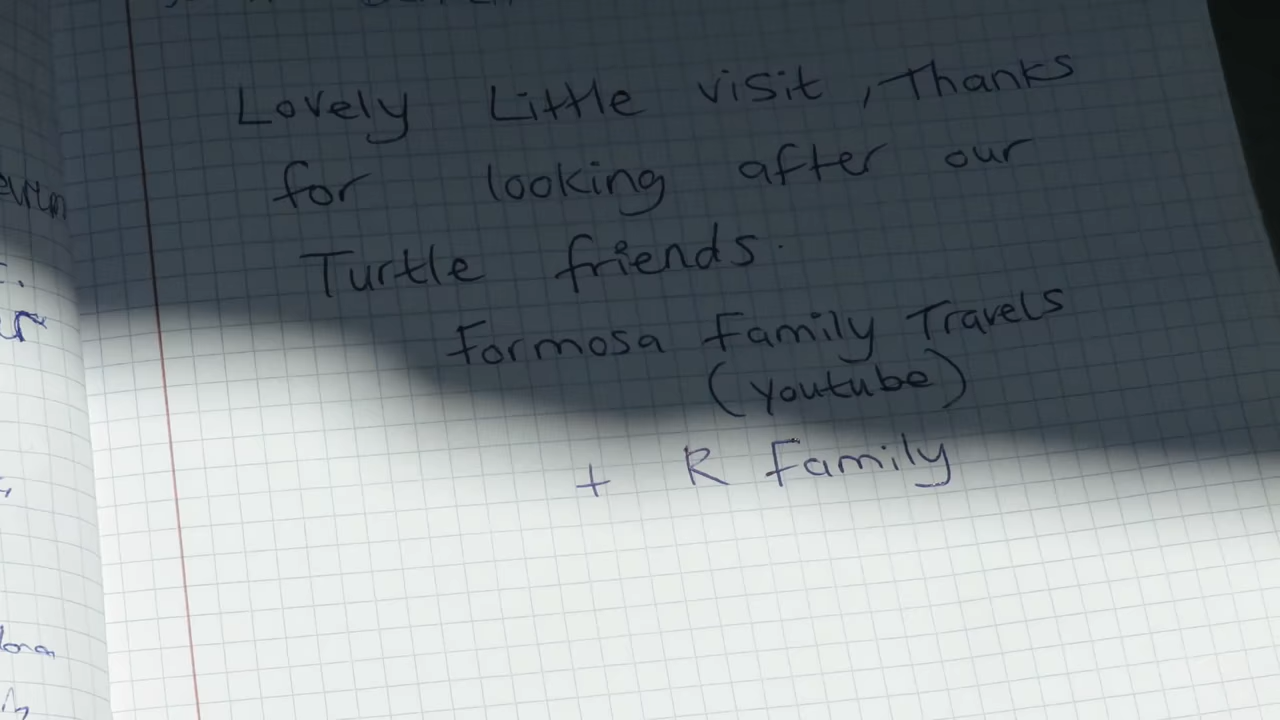 Lovely Little visit, Thanks
for looking after our
Turtle friends.
Formosa Family Travels
(youtube)
+ R Family